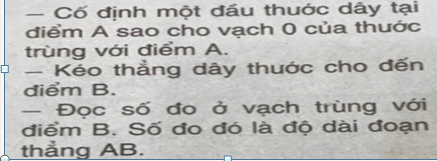 — Cố định một đầu thước dây tại
điểm A sao cho vạch 0 của thước
trùng với điểm A.
— Kéo thẳng dây thước cho đến
điểm B.
— Đọc số đo ở vạch trùng với
điểm B. Số đo đó là độ dài đoạn
thẳng AB.